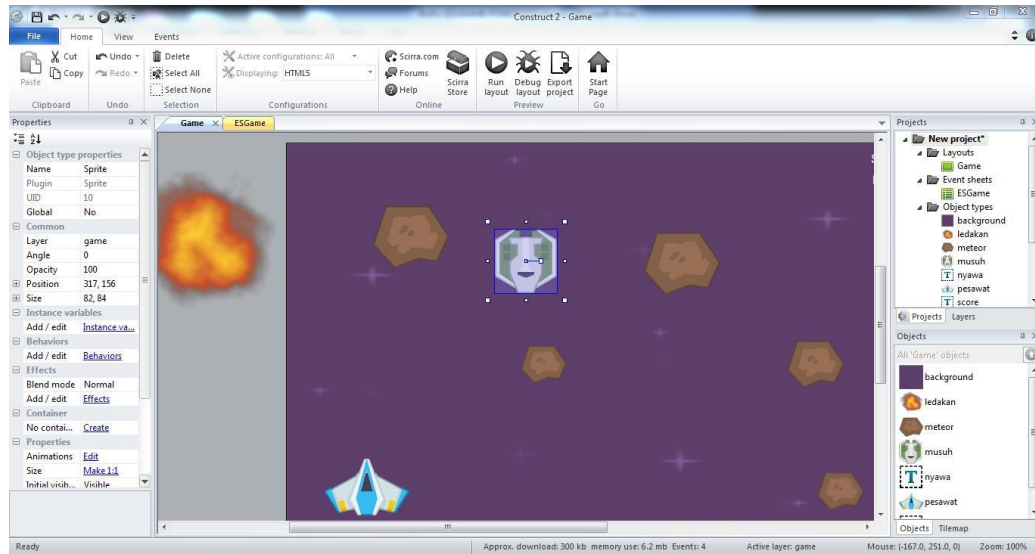 Construct 2 - Game
File Home View Events
Paste
Cut
Copy
Clipboard
Undo
Redo
Undo
Delete
Select All
Select None
Selection
Active configurations: All
Displaying: HTML5
Configurations
Scirra.com
Forums
Help
Scirra Store
Online
Run layout
Debug layout
Export project
Preview
Start Page
Go
Properties
Game ESGame
Object type properties
Name Sprite
Plugin Sprite
UID 10
Global No
Common
Layer game
Angle 0
Opacity 100
Position 317, 156
Size 82, 84
Instance variables
Add / edit Instance va...
Behaviors
Add / edit Behaviors
Effects
Blend mode Normal
Add / edit Effects
Container
No contai... Create
Properties
Animations Edit
Size Make 1:1
Initial visib... Visible
Projects
New project*
Layouts
Game
Event sheets
ESGame
Object types
background
ledakan
meteor
musuh
T nyawa
pesawat
T score
Projects Layers
Objects
All 'Game' objects
background
ledakan
meteor
musuh
T nyawa
pesawat
Objects Tilemap
Ready
Approx. download: 300 kb memory use: 6.2 mb Events: 4 Active layer: game Mouse: (-167.0, 251.0, 0) Zoom: 100%